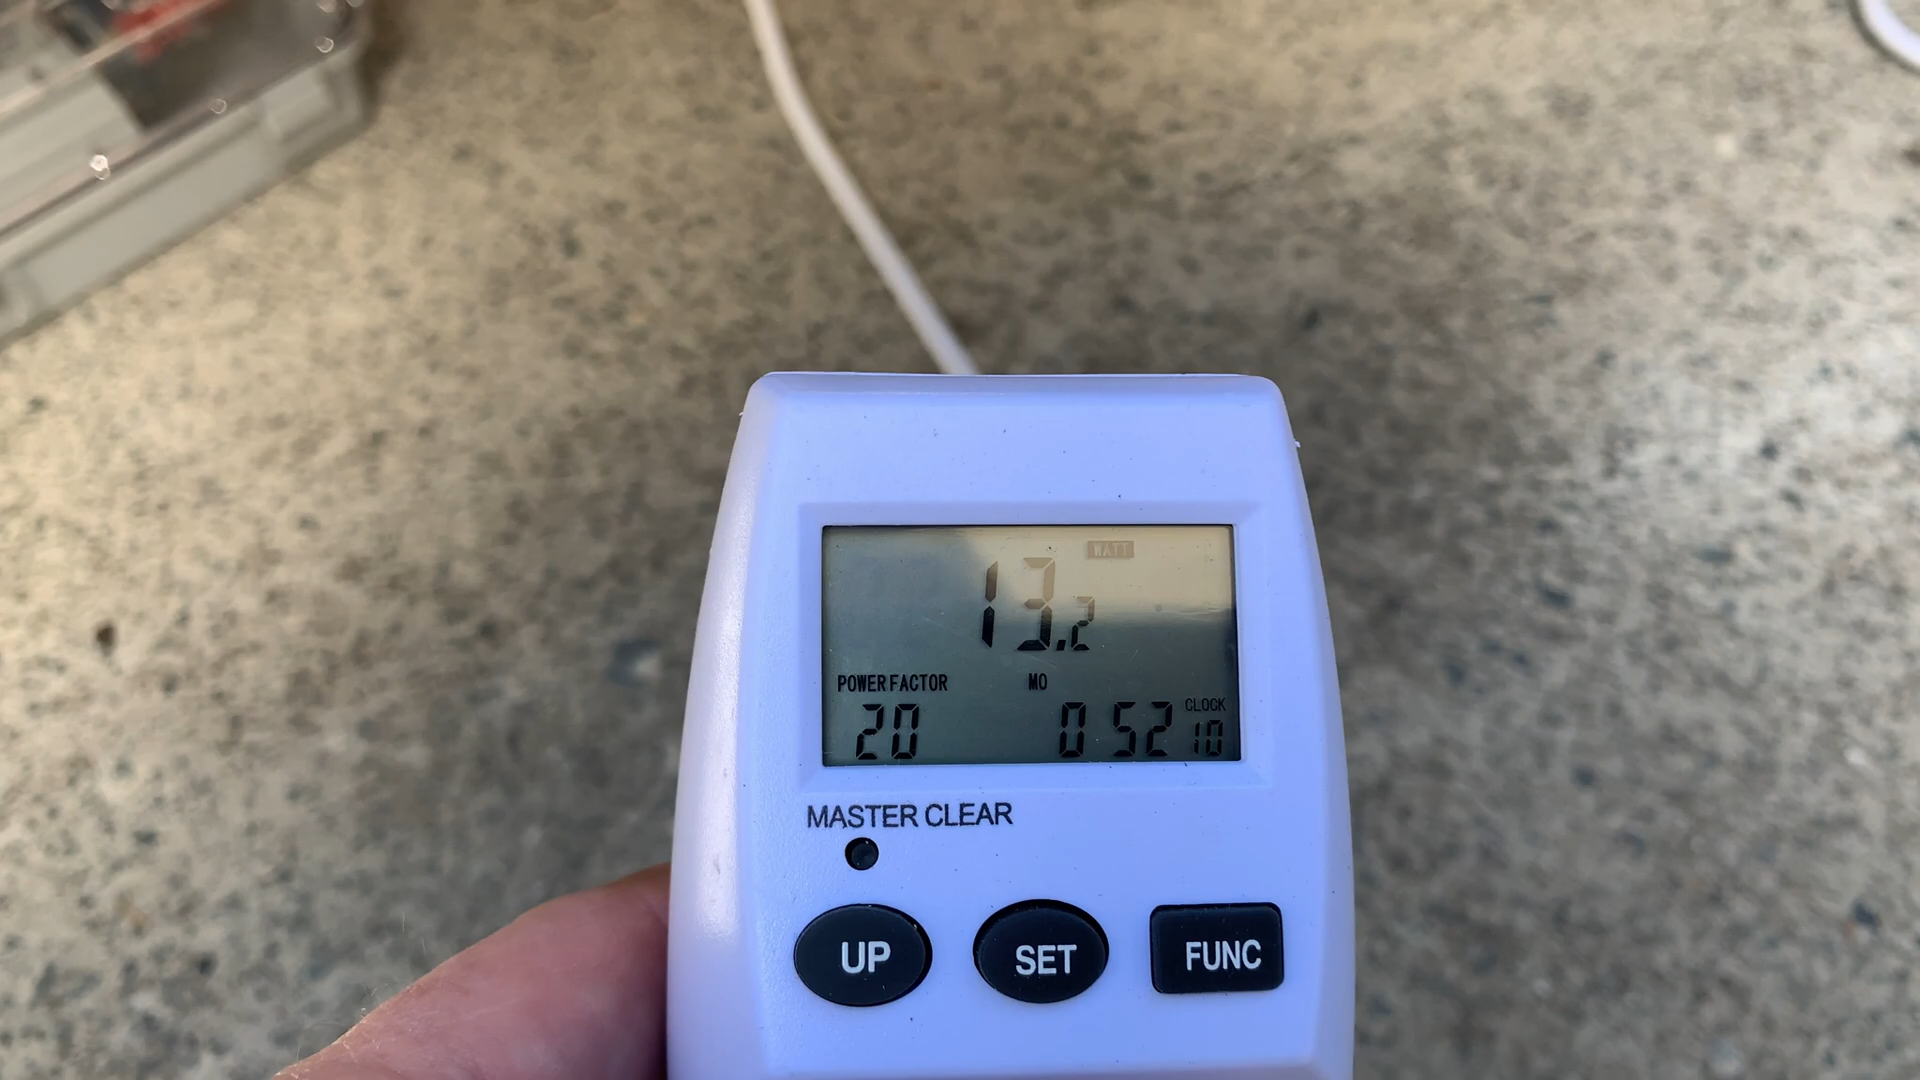 WATT
13.2
POWER FACTOR MO
20 0 52 10 CLOCK
MASTER CLEAR
UP SET FUNC